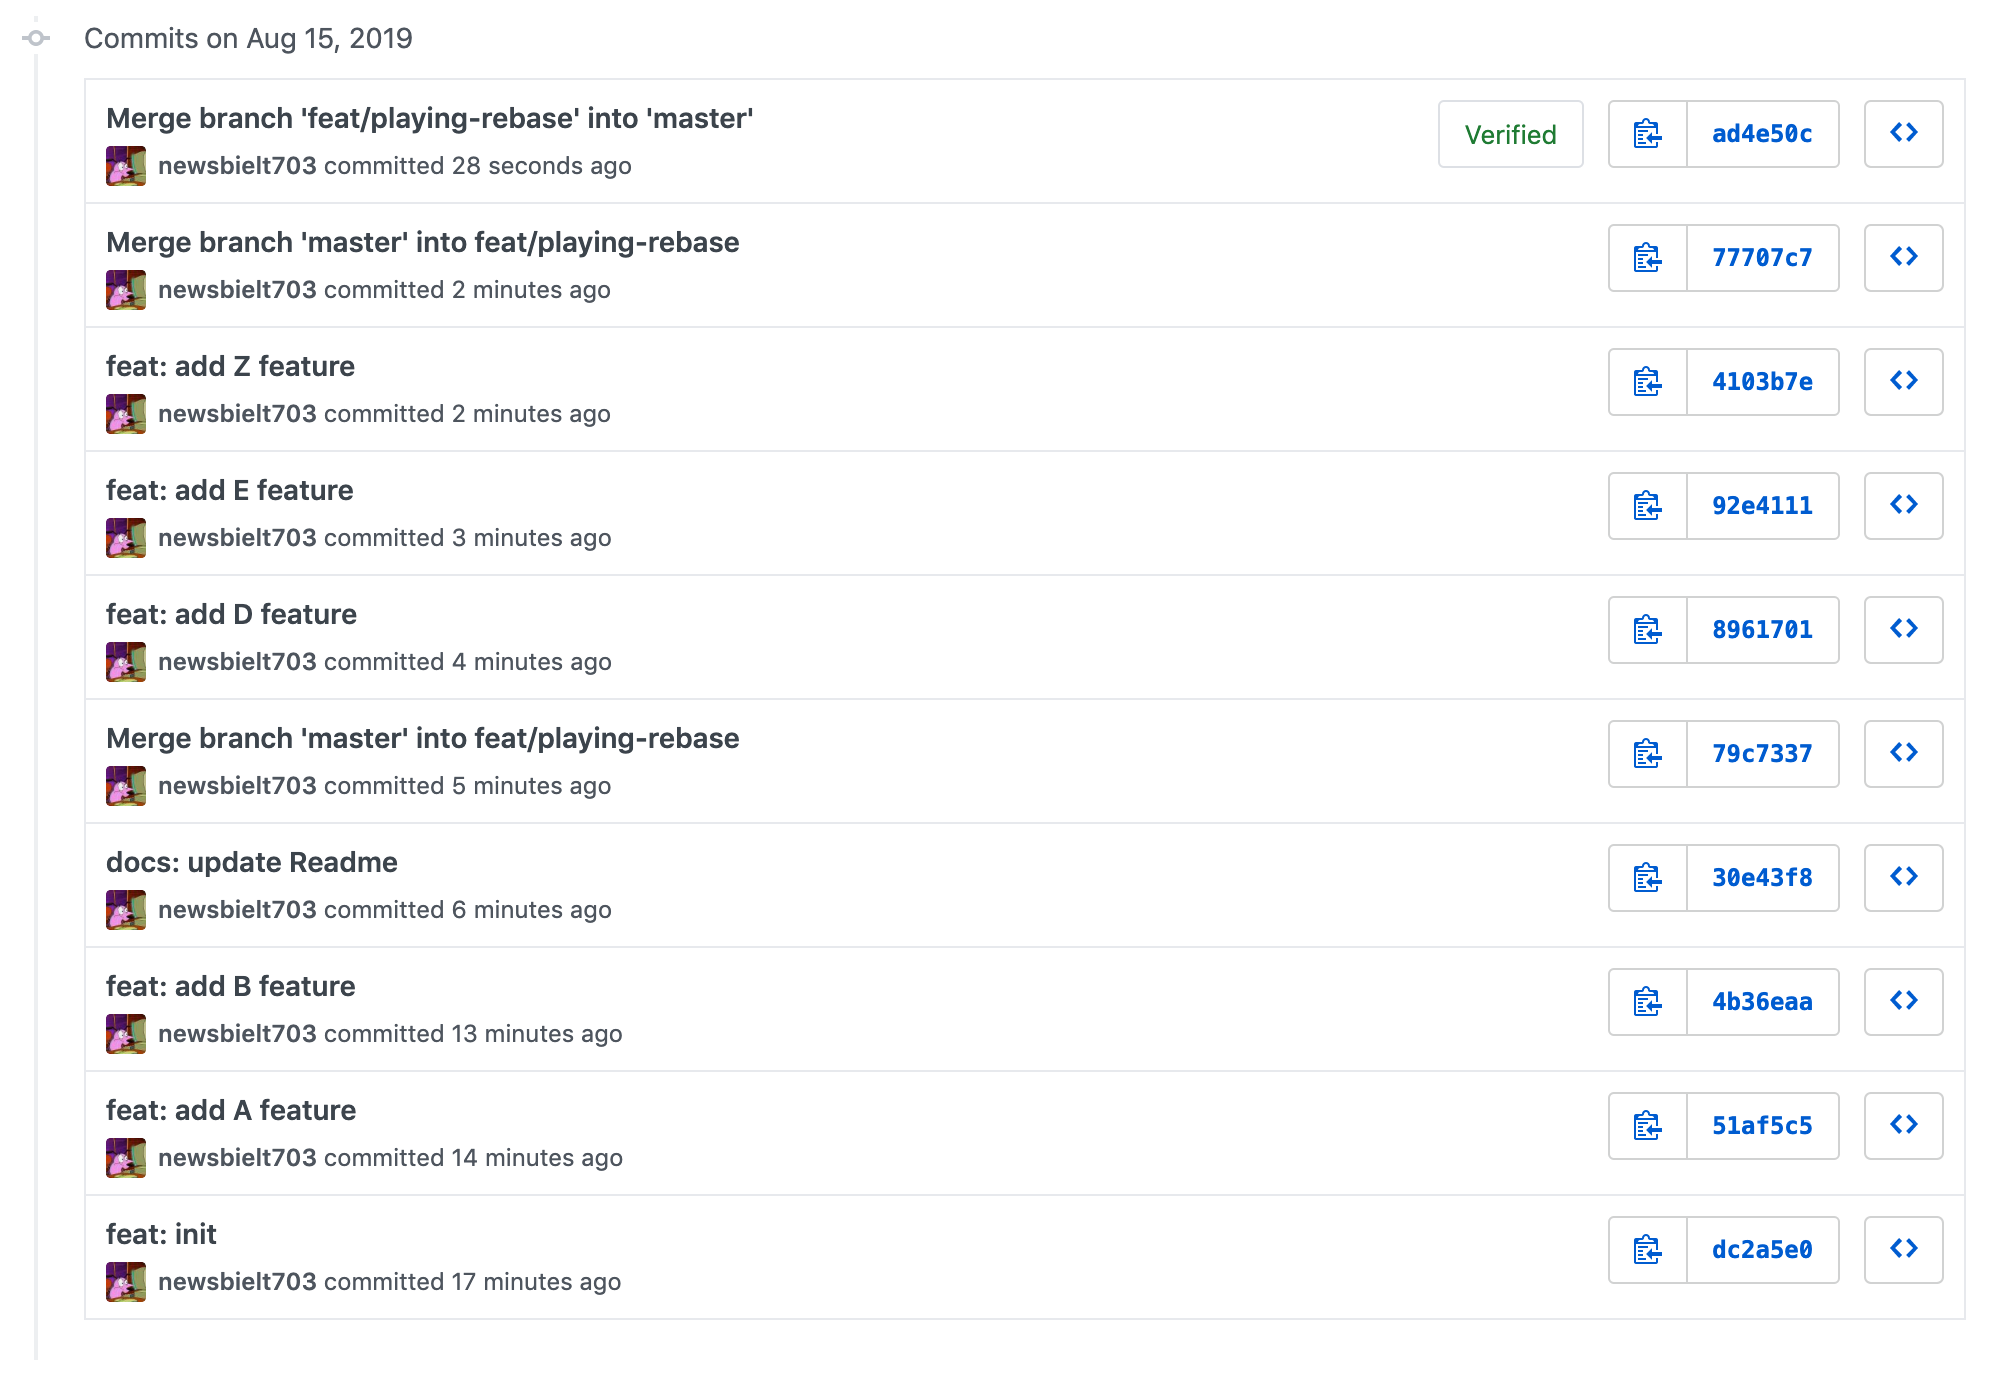 Commits on Aug 15, 2019
Merge branch 'feat/playing-rebase' into 'master'
newsbielt703 committed 28 seconds ago
Verified
ad4e50c
Merge branch 'master' into feat/playing-rebase
newsbielt703 committed 2 minutes ago
77707c7
feat: add Z feature
newsbielt703 committed 2 minutes ago
4103b7e
feat: add E feature
newsbielt703 committed 3 minutes ago
92e4111
feat: add D feature
newsbielt703 committed 4 minutes ago
8961701
Merge branch 'master' into feat/playing-rebase
newsbielt703 committed 5 minutes ago
79c7337
docs: update Readme
newsbielt703 committed 6 minutes ago
30e43f8
feat: add B feature
newsbielt703 committed 13 minutes ago
4b36eaa
feat: add A feature
newsbielt703 committed 14 minutes ago
51af5c5
feat: init
newsbielt703 committed 17 minutes ago
dc2a5e0